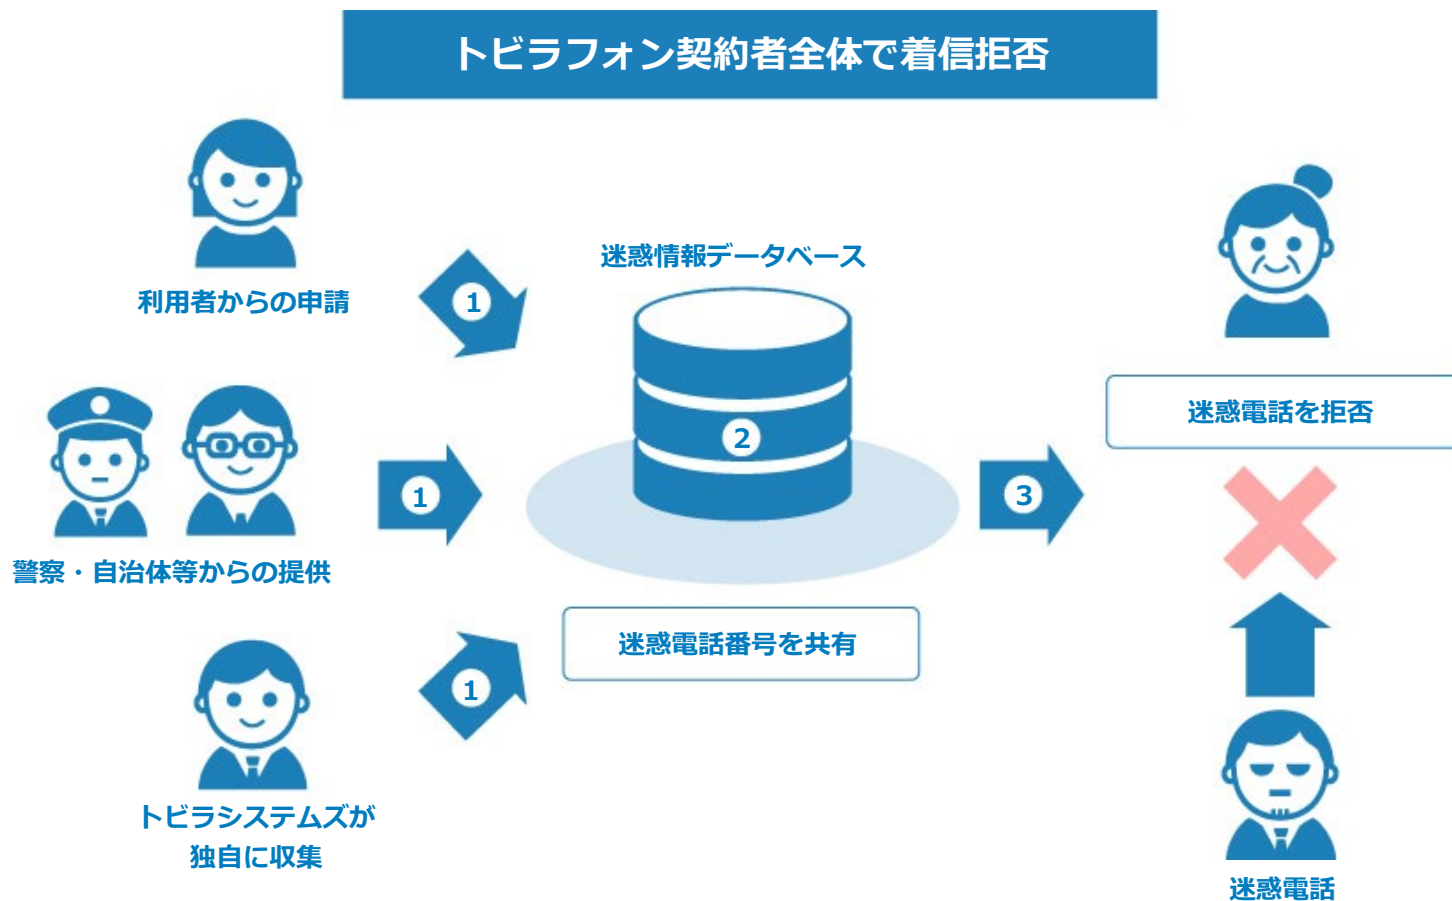 トビラフォン契約者全体で着信拒否
利用者からの申請
1
迷惑情報データベース
2
警察・自治体等からの提供
1
迷惑電話番号を共有
トビラシステムズが
独自に収集
1
3
迷惑電話を拒否
迷惑電話